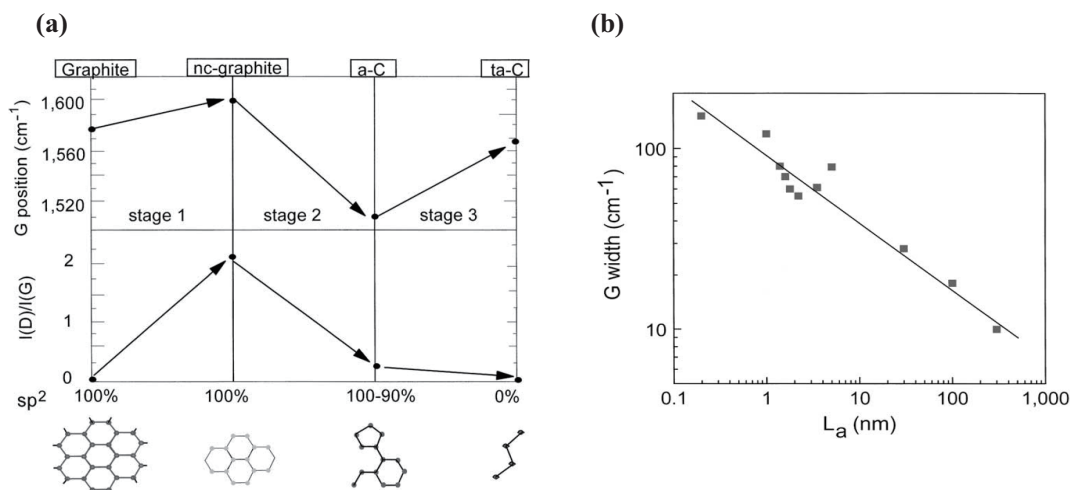 (a)
Graphite nc-graphite a-C ta-C
G position (cm⁻¹)
1,600
1,560
1,520
stage 1 stage 2 stage 3
I(D)/I(G)
2
1
0
sp² 100% 100% 100-90% 0%
(b)
G width (cm⁻¹)
100
10
0.1 1 10 100 1,000
Lₐ (nm)